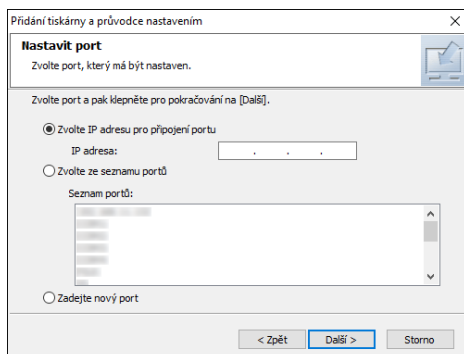 Přidání tiskárny a průvodce nastavením
Nastavit port
Zvolte port, který má být nastaven.
Zvolte port a pak klepněte pro pokračování na [Další].
Zvolte IP adresu pro připojení portu
IP adresa: . . .
Zvolte ze seznamu portů
Seznam portů:
Zadejte nový port
< Zpět Další > Storno